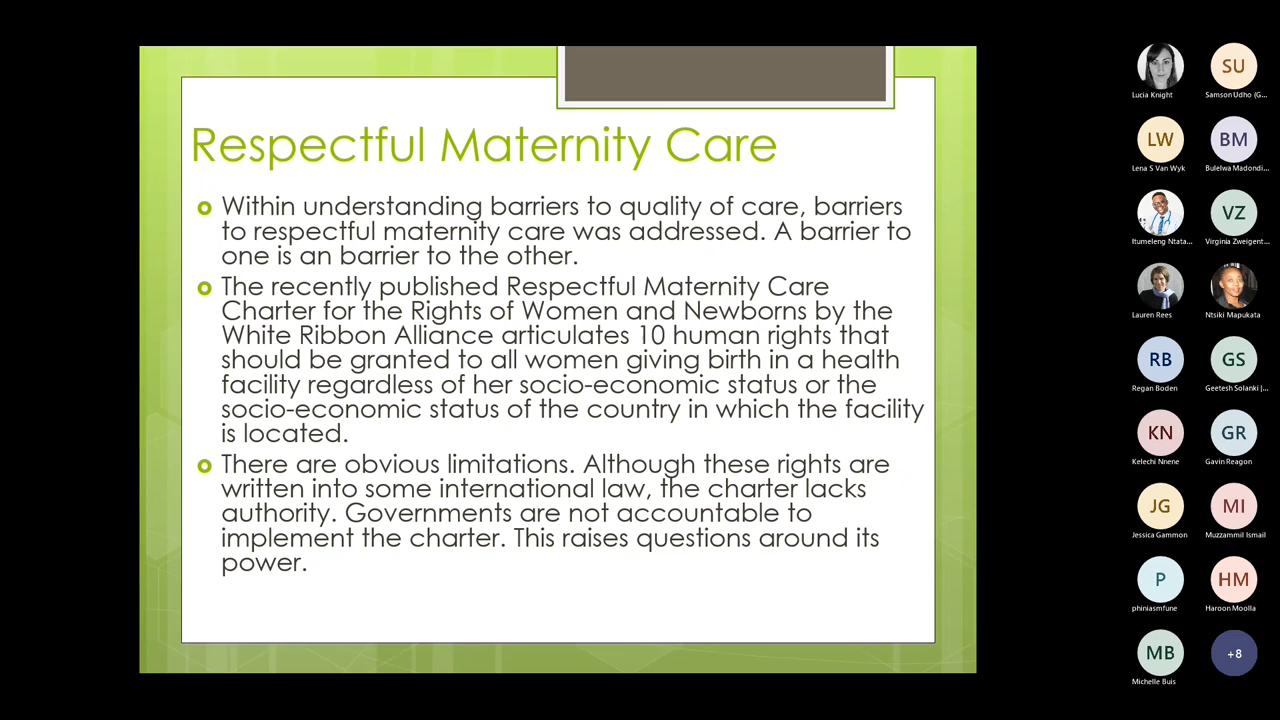 Respectful Maternity Care
Within understanding barriers to quality of care, barriers
to respectful maternity care was addressed. A barrier to
one is an barrier to the other.
The recently published Respectful Maternity Care
Charter for the Rights of Women and Newborns by the
White Ribbon Alliance articulates 10 human rights that
should be granted to all women giving birth in a health
facility regardless of her socio-economic status or the
socio-economic status of the country in which the facility
is located.
There are obvious limitations. Although these rights are
written into some international law, the charter lacks
authority. Governments are not accountable to
implement the charter. This raises questions around its
power.
SU
Lucia Knight
Samson Udho (G...
LW
BM
Lena S Van Wyk
Bulelwa Madondi...
VZ
Itumeleng Ntata...
Virginia Zweigent...
Lauren Rees
Ntsiki Mapukata
RB
GS
Regan Boden
Geetesh Solanki |...
KN
GR
Kelechi Nnene
Gavin Reagon
JG
MI
Jessica Gammon
Muzzammil Ismail
P
HM
phiniasmfune
Haroon Moolla
MB
+8
Michelle Buis